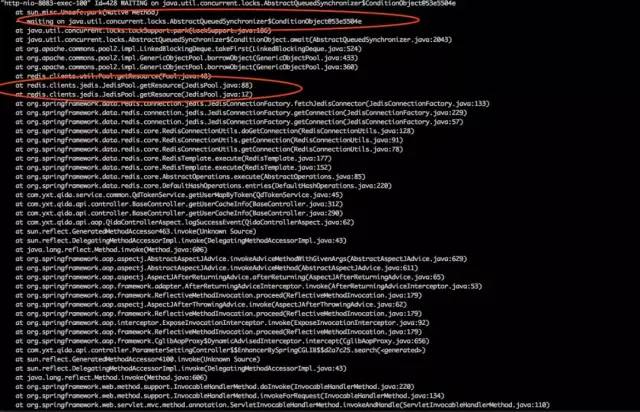 "http-nio-8083-exec-100" Id=428 WAITING on java.util.concurrent.locks.AbstractQueuedSynchronizer$ConditionObject@53e5504e
at sun.misc.Unsafe.park(Native Method)
- waiting on java.util.concurrent.locks.AbstractQueuedSynchronizer$ConditionObject@53e5504e
at java.util.concurrent.locks.LockSupport.park(LockSupport.java:186)
at java.util.concurrent.locks.AbstractQueuedSynchronizer$ConditionObject.await(AbstractQueuedSynchronizer.java:2043)
at org.apache.commons.pool2.impl.LinkedBlockingDeque.takeFirst(LinkedBlockingDeque.java:524)
at org.apache.commons.pool2.impl.GenericObjectPool.borrowObject(GenericObjectPool.java:433)
at org.apache.commons.pool2.impl.GenericObjectPool.borrowObject(GenericObjectPool.java:360)
at redis.clients.util.Pool.getResource(Pool.java:48)
at redis.clients.jedis.JedisPool.getResource(JedisPool.java:88)
at redis.clients.jedis.JedisPool.getResource(JedisPool.java:12)
at org.springframework.data.redis.connection.jedis.JedisConnectionFactory.fetchJedisConnector(JedisConnectionFactory.java:133)
at org.springframework.data.redis.connection.jedis.JedisConnectionFactory.getConnection(JedisConnectionFactory.java:229)
at org.springframework.data.redis.connection.jedis.JedisConnectionFactory.getConnection(JedisConnectionFactory.java:57)
at org.springframework.data.redis.core.RedisConnectionUtils.doGetConnection(RedisConnectionUtils.java:128)
at org.springframework.data.redis.core.RedisConnectionUtils.getConnection(RedisConnectionUtils.java:91)
at org.springframework.data.redis.core.RedisConnectionUtils.getConnection(RedisConnectionUtils.java:78)
at org.springframework.data.redis.core.RedisTemplate.execute(RedisTemplate.java:177)
at org.springframework.data.redis.core.RedisTemplate.execute(RedisTemplate.java:152)
at org.springframework.data.redis.core.AbstractOperations.execute(AbstractOperations.java:85)
at org.springframework.data.redis.core.DefaultHashOperations.entries(DefaultHashOperations.java:220)
at com.yxt.qida.service.common.QdTokenService.getUserMapByToken(QdTokenService.java:45)
at com.yxt.qida.api.controller.BaseController.getUserCacheInfo(BaseController.java:312)
at com.yxt.qida.api.controller.BaseController.getUserCacheInfo(BaseController.java:290)
at com.yxt.qida.api.aop.QidaControllerAspect.logSuccessEvent(QidaControllerAspect.java:62)
at sun.reflect.GeneratedMethodAccessor463.invoke(Unknown Source)
at sun.reflect.DelegatingMethodAccessorImpl.invoke(DelegatingMethodAccessorImpl.java:43)
at java.lang.reflect.Method.invoke(Method.java:606)
at org.springframework.aop.aspectj.AbstractAspectJAdvice.invokeAdviceMethodWithGivenArgs(AbstractAspectJAdvice.java:629)
at org.springframework.aop.aspectj.AbstractAspectJAdvice.invokeAdviceMethod(AbstractAspectJAdvice.java:611)
at org.springframework.aop.aspectj.AspectJAfterReturningAdvice.afterReturning(AspectJAfterReturningAdvice.java:65)
at org.springframework.aop.framework.adapter.AfterReturningAdviceInterceptor.invoke(AfterReturningAdviceInterceptor.java:53)
at org.springframework.aop.framework.ReflectiveMethodInvocation.proceed(ReflectiveMethodInvocation.java:179)
at org.springframework.aop.aspectj.AspectJAfterThrowingAdvice.invoke(AspectJAfterThrowingAdvice.java:62)
at org.springframework.aop.framework.ReflectiveMethodInvocation.proceed(ReflectiveMethodInvocation.java:179)
at org.springframework.aop.interceptor.ExposeInvocationInterceptor.invoke(ExposeInvocationInterceptor.java:92)
at org.springframework.aop.framework.ReflectiveMethodInvocation.proceed(ReflectiveMethodInvocation.java:179)
at org.springframework.aop.framework.CglibAopProxy$DynamicAdvisedInterceptor.intercept(CglibAopProxy.java:656)
at com.yxt.qida.api.controller.ParameterSettingController$$EnhancerBySpringCGLIB$$d2a7c25.search(<generated>)
at sun.reflect.GeneratedMethodAccessor4100.invoke(Unknown Source)
at sun.reflect.DelegatingMethodAccessorImpl.invoke(DelegatingMethodAccessorImpl.java:43)
at java.lang.reflect.Method.invoke(Method.java:606)
at org.springframework.web.method.support.InvocableHandlerMethod.doInvoke(InvocableHandlerMethod.java:220)
at org.springframework.web.method.support.InvocableHandlerMethod.invokeForRequest(InvocableHandlerMethod.java:134)
at org.springframework.web.servlet.mvc.method.annotation.ServletInvocableHandlerMethod.invokeAndHandle(ServletInvocableHandlerMethod.java:110)